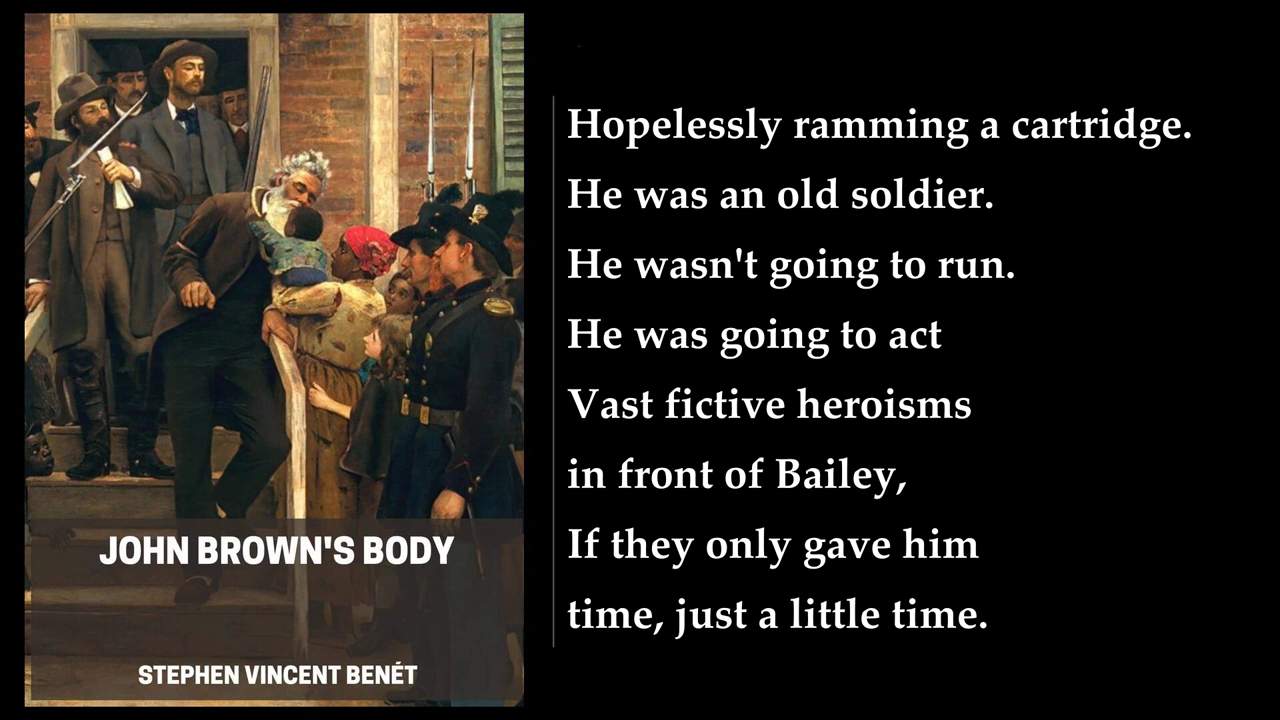 JOHN BROWN'S BODY
STEPHEN VINCENT BENÉT
Hopelessly ramming a cartridge.
He was an old soldier.
He wasn't going to run.
He was going to act
Vast fictive heroisms
in front of Bailey,
If they only gave him
time, just a little time.